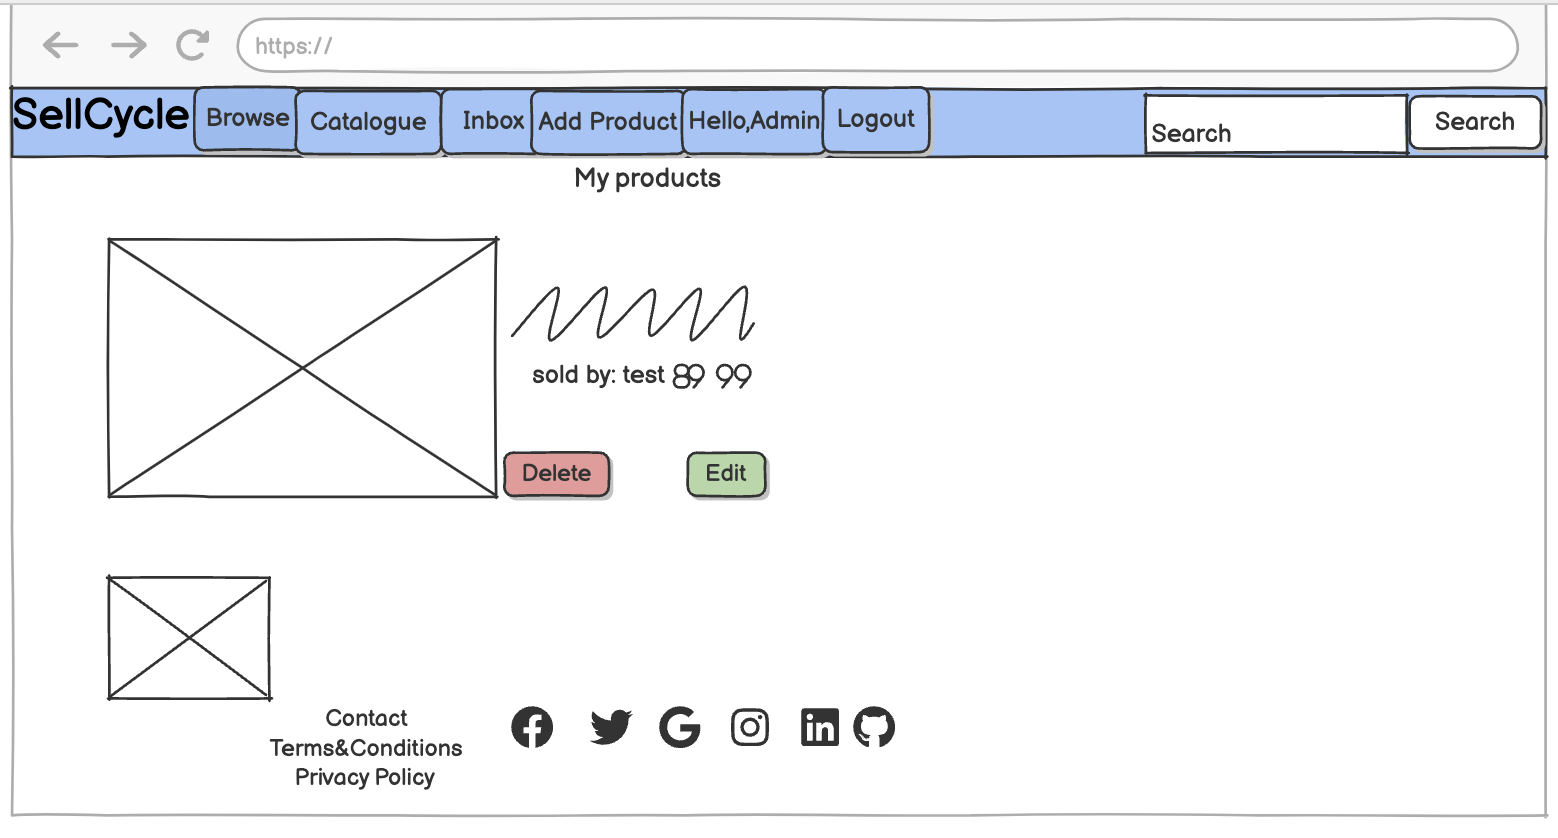 https://
SellCycle Browse Catalogue Inbox Add Product Hello,Admin Logout Search Search
My products
sold by: test 89 99
Delete Edit
Contact
Terms&Conditions
Privacy Policy